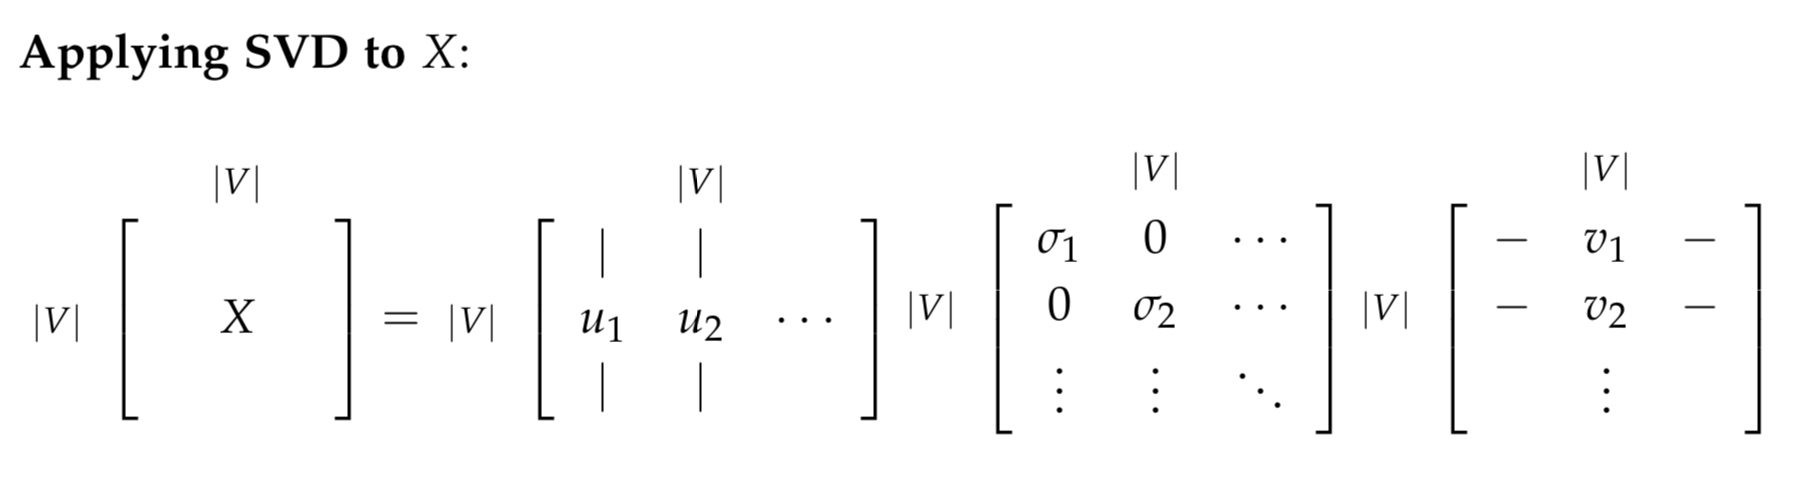 Applying SVD to X:
|V| |V| |V| |V|
| | σ₁ 0 ⋯ − v₁ −
|V| X = |V| u₁ u₂ ⋯ |V| 0 σ₂ ⋯ |V| − v₂ −
| | ⋮ ⋮ ⋱ ⋮